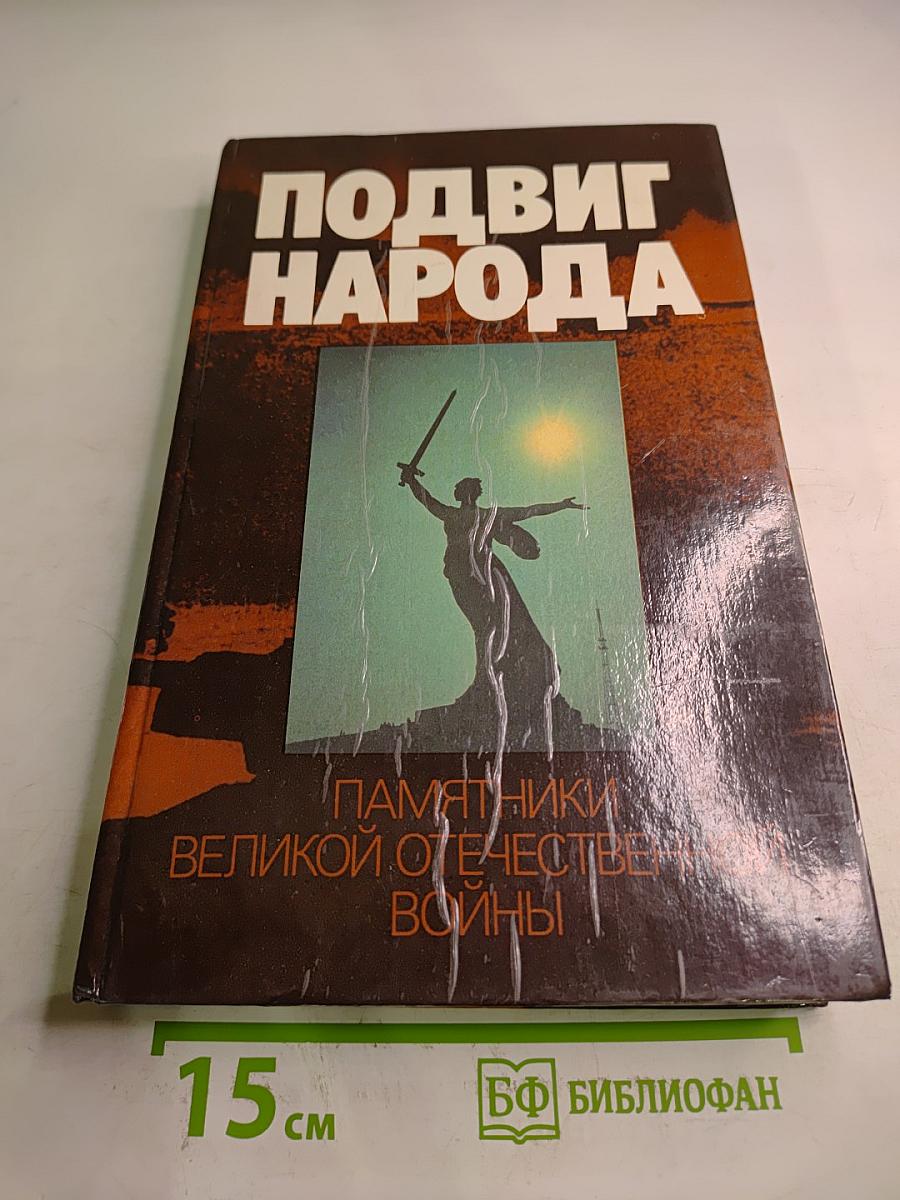 ПОДВИГ
НАРОДА
ПАМЯТНИКИ
ВЕЛИКОЙ ОТЕЧЕСТВЕННОЙ
ВОЙНЫ
15 см
БФ БИБЛИОФАН